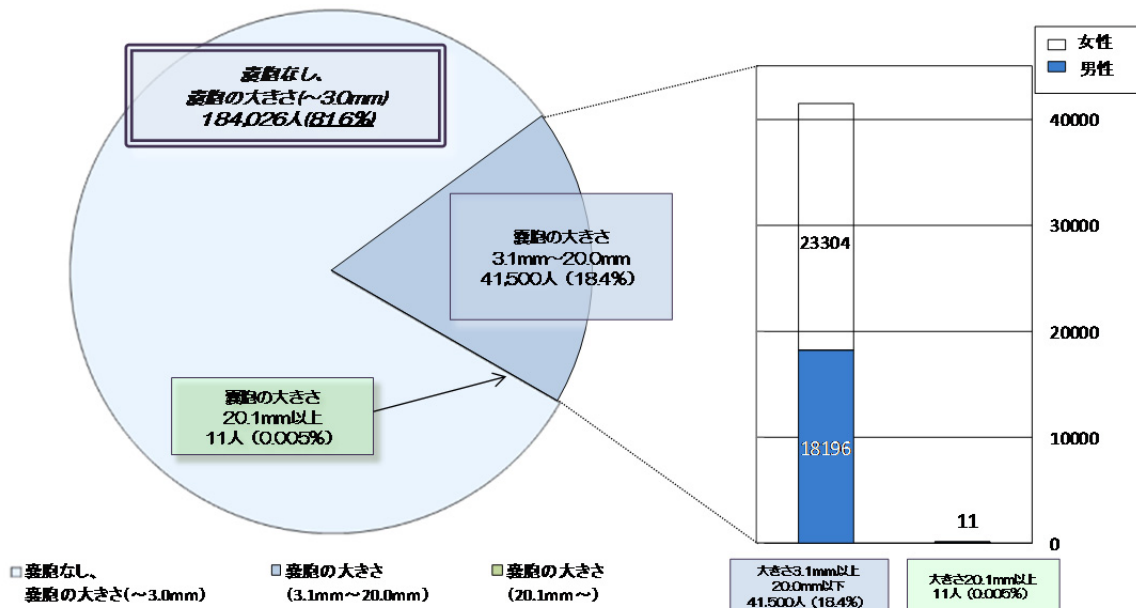 嚢胞なし、
嚢胞の大きさ(～3.0mm)
184,026人(81.6%)
嚢胞の大きさ
3.1mm～20.0mm
41,500人（18.4%）
嚢胞の大きさ
20.1mm以上
11人（0.005%）
女性
男性
40000
30000
20000
10000
0
23304
18196
11
大きさ3.1mm以上
20.0mm以下
41,500人（18.4%）
大きさ20.1mm以上
11人（0.005%）
嚢胞なし、
嚢胞の大きさ(～3.0mm)
嚢胞の大きさ
(3.1mm～20.0mm)
嚢胞の大きさ
(20.1mm～)